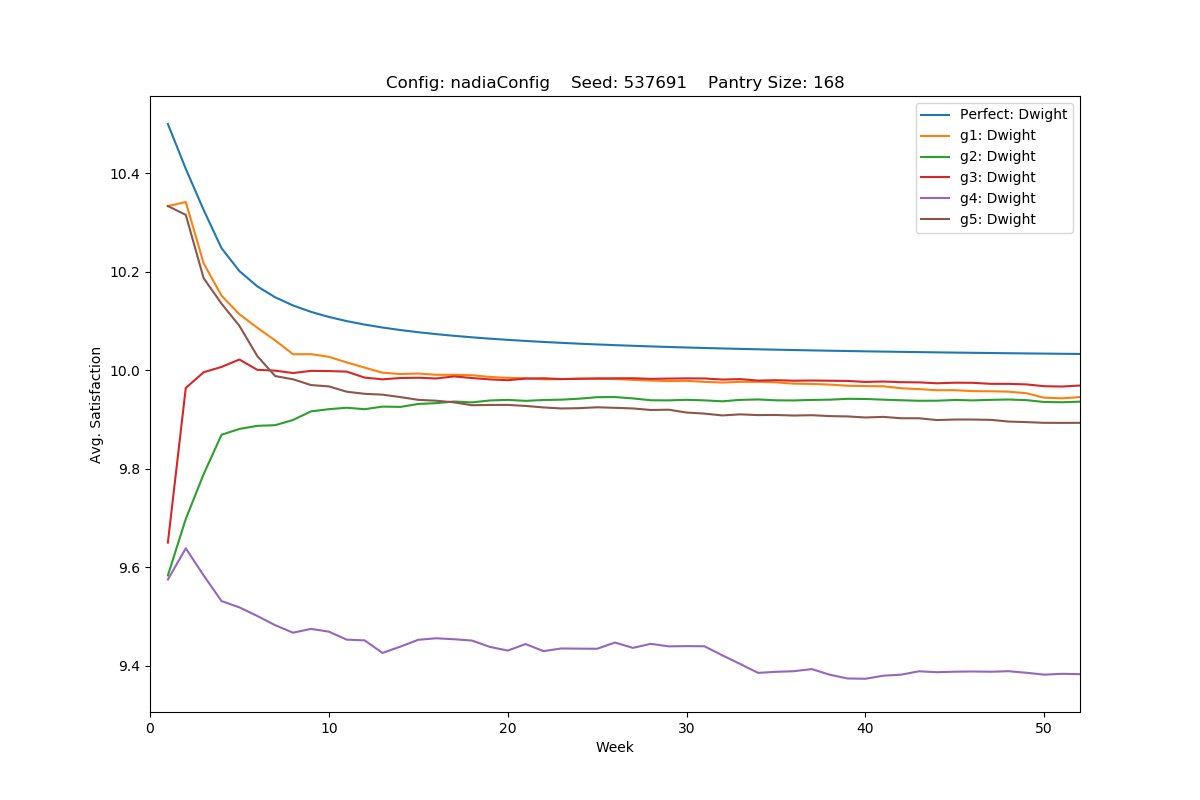 Config: nadiaConfig    Seed: 537691    Pantry Size: 168
Perfect: Dwight
g1: Dwight
g2: Dwight
g3: Dwight
g4: Dwight
g5: Dwight
10.4
10.2
10.0
9.8
9.6
9.4
Avg. Satisfaction
0 10 20 30 40 50
Week